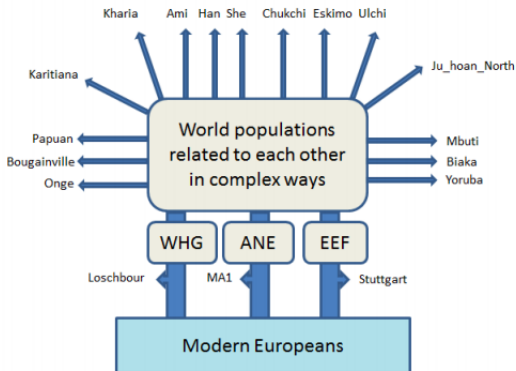 Kharia
Ami
Han
She
Chukchi
Eskimo
Ulchi
Ju_hoan_North
Karitiana
World populations
related to each other
in complex ways
Papuan
Bougainville
Onge
Mbuti
Biaka
Yoruba
WHG
ANE
EEF
Loschbour
MA1
Stuttgart
Modern Europeans